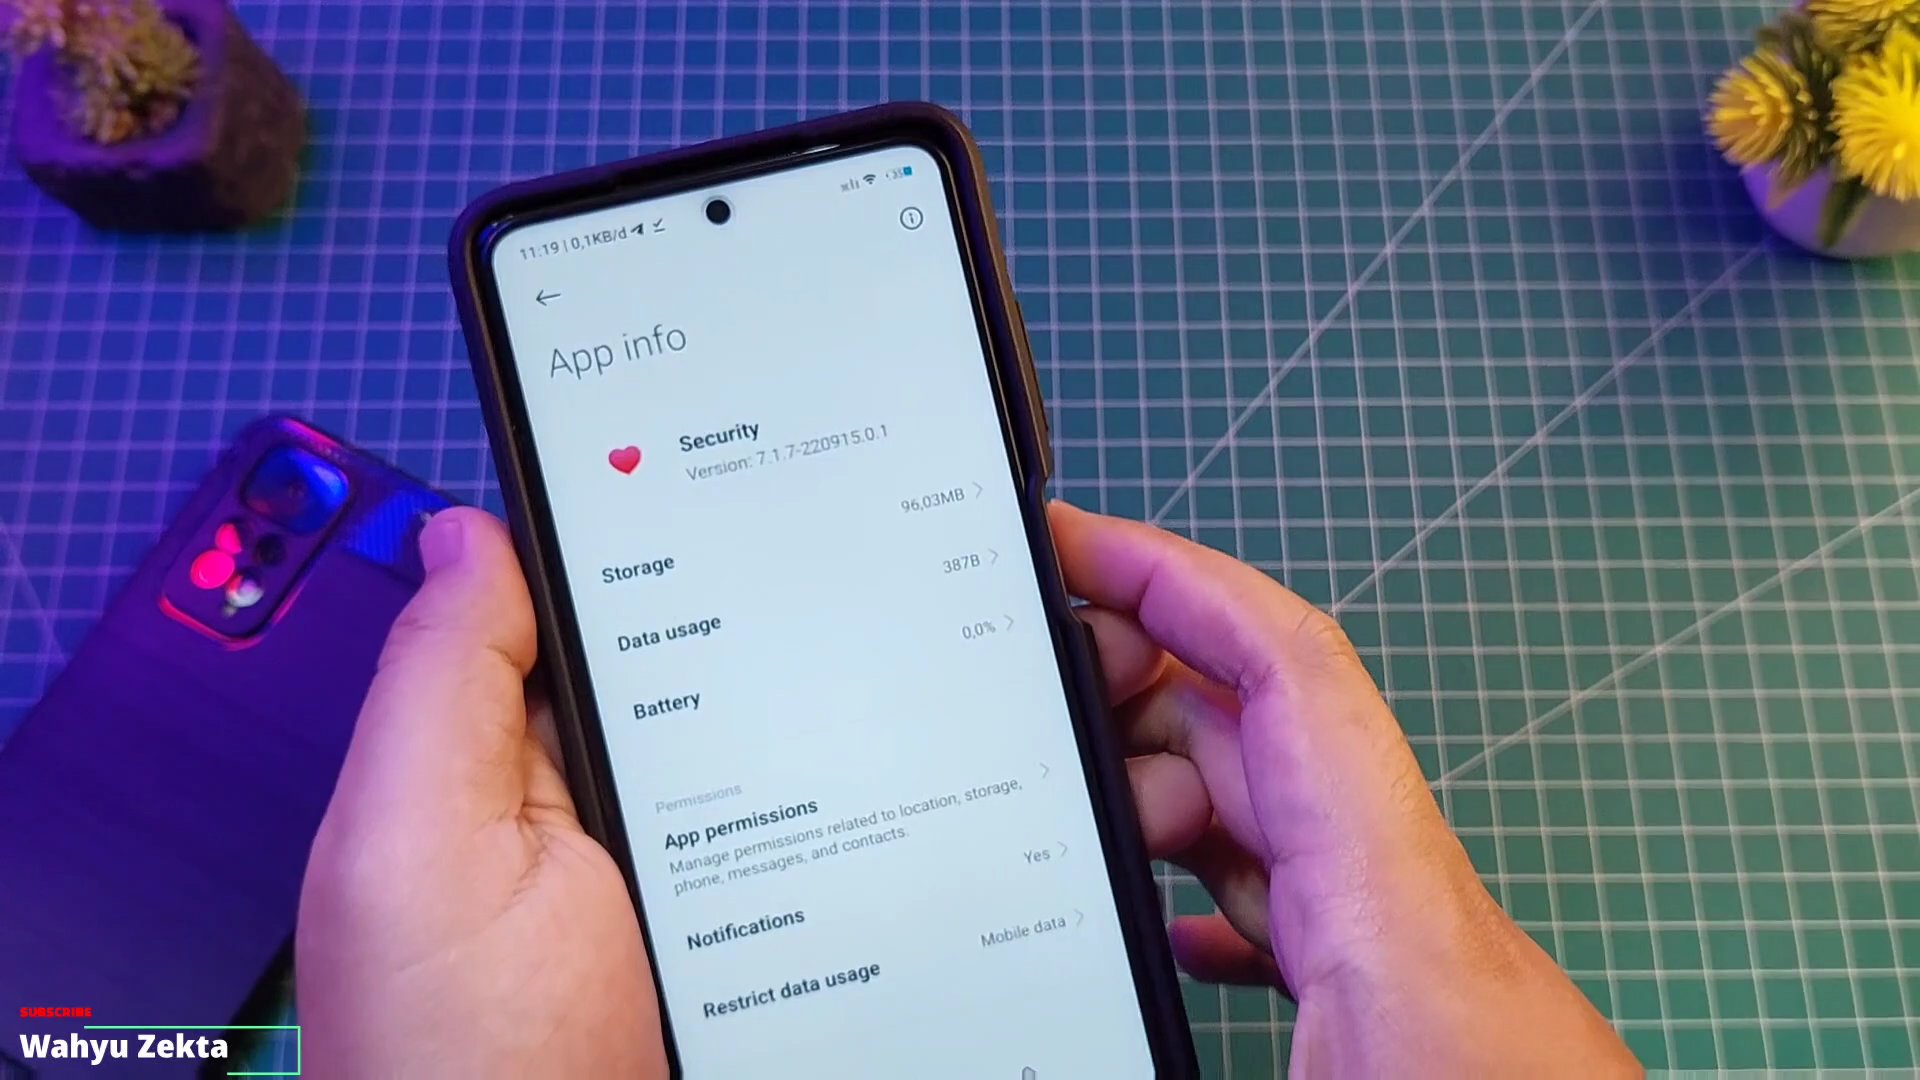 11:19 | 0,1KB/d
App info
Security
Version: 7.1.7-220915.0.1
Storage
96,03MB
Data usage
387B
Battery
0,0%
Permissions
App permissions
Manage permissions related to location, storage,
phone, messages, and contacts.
Notifications
Yes
Restrict data usage
Mobile data
SUBSCRIBE
Wahyu Zekta